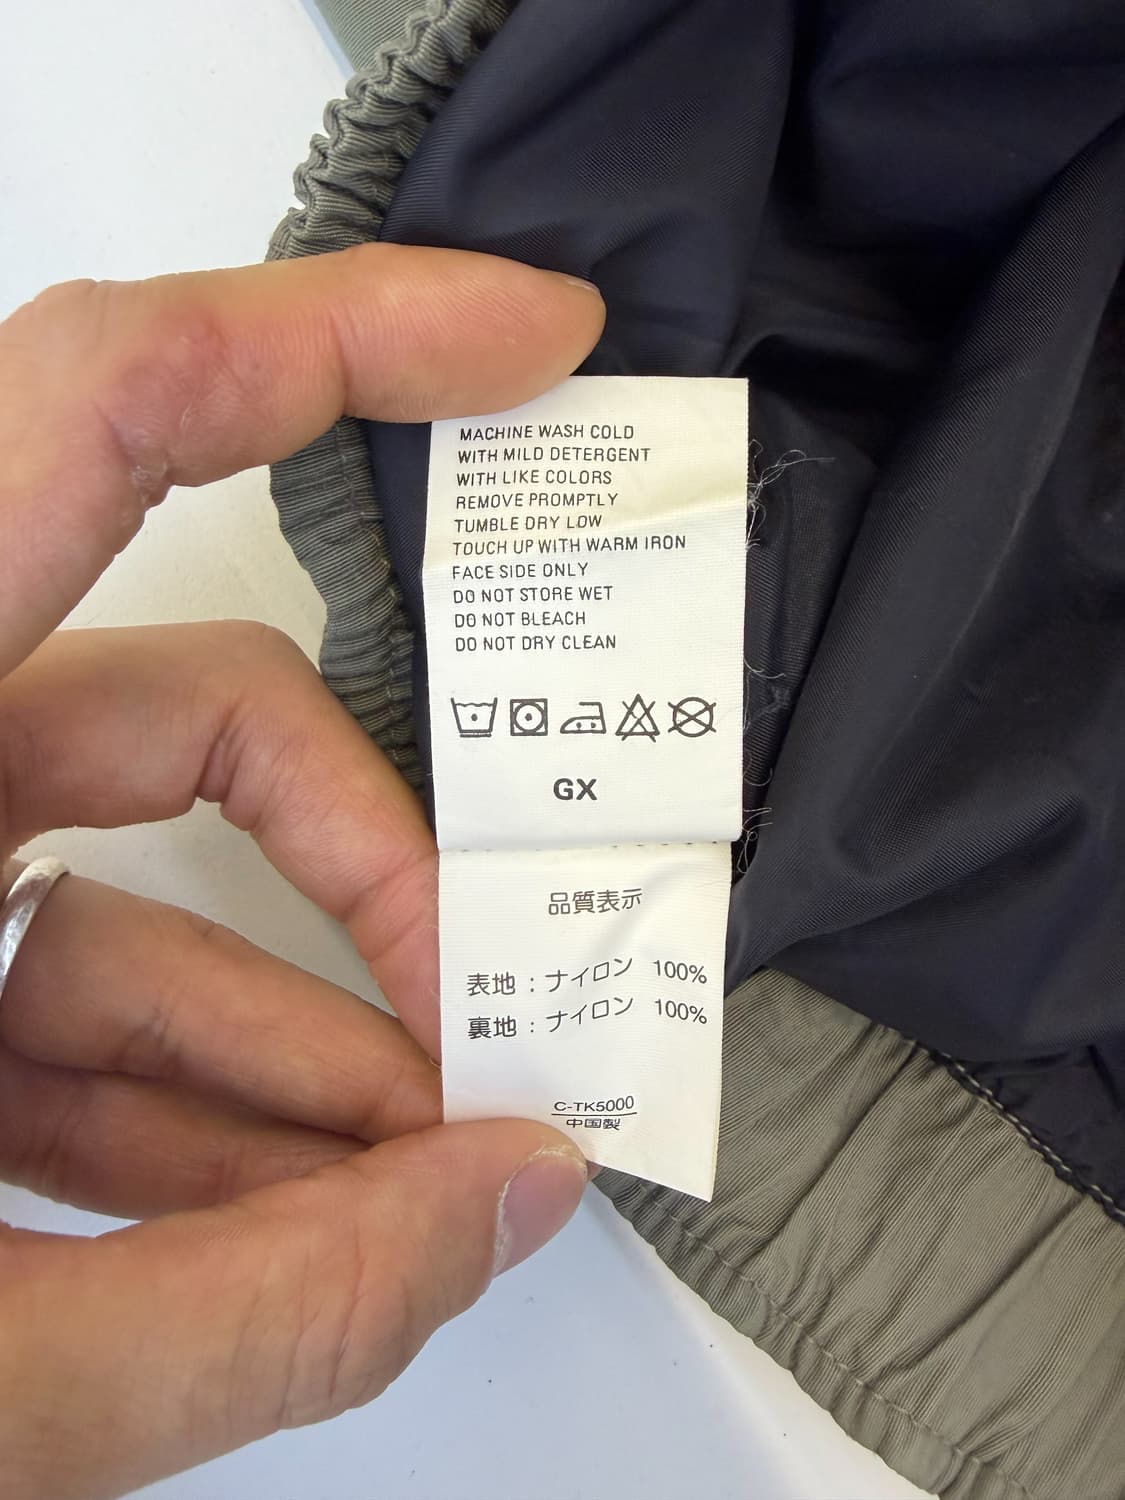 MACHINE WASH COLD
WITH MILD DETERGENT
WITH LIKE COLORS
REMOVE PROMPTLY
TUMBLE DRY LOW
TOUCH UP WITH WARM IRON
FACE SIDE ONLY
DO NOT STORE WET
DO NOT BLEACH
DO NOT DRY CLEAN
GX
品質表示
表地 : ナイロン 100%
裏地 : ナイロン 100%
C-TK5000
中国製